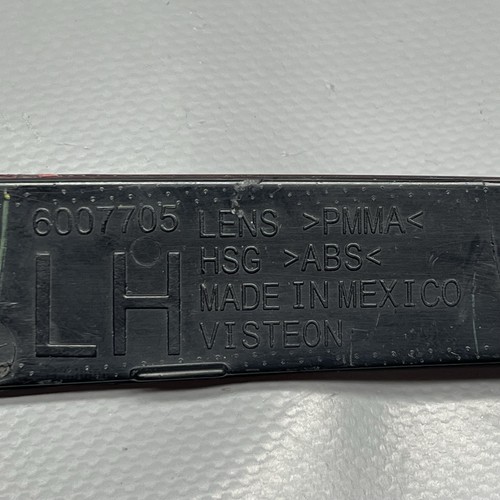 6007705 LENS >PMMA<
LH HSG >ABS<
MADE IN MEXICO
VISTEON